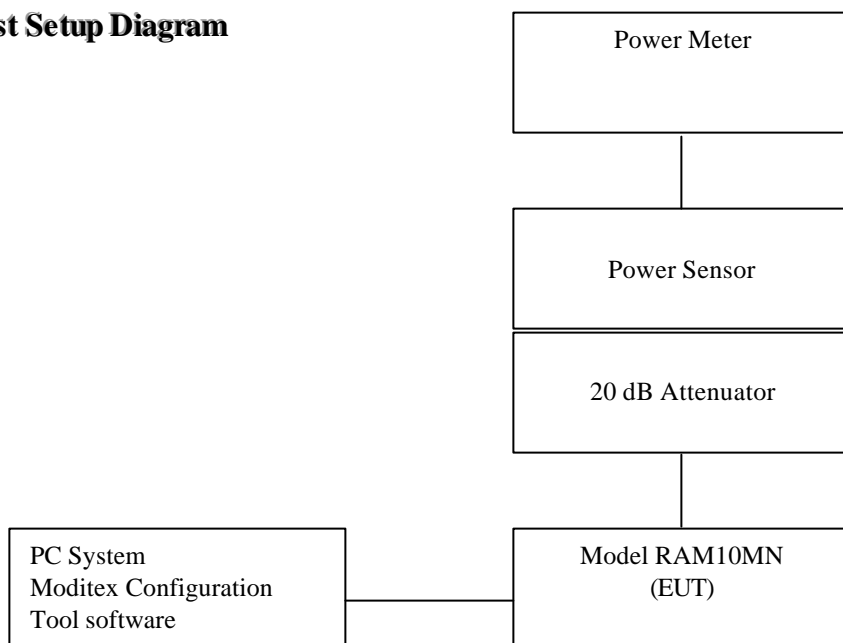 st Setup Diagram
Power Meter
Power Sensor
20 dB Attenuator
PC System
Moditex Configuration
Tool software
Model RAM10MN
(EUT)